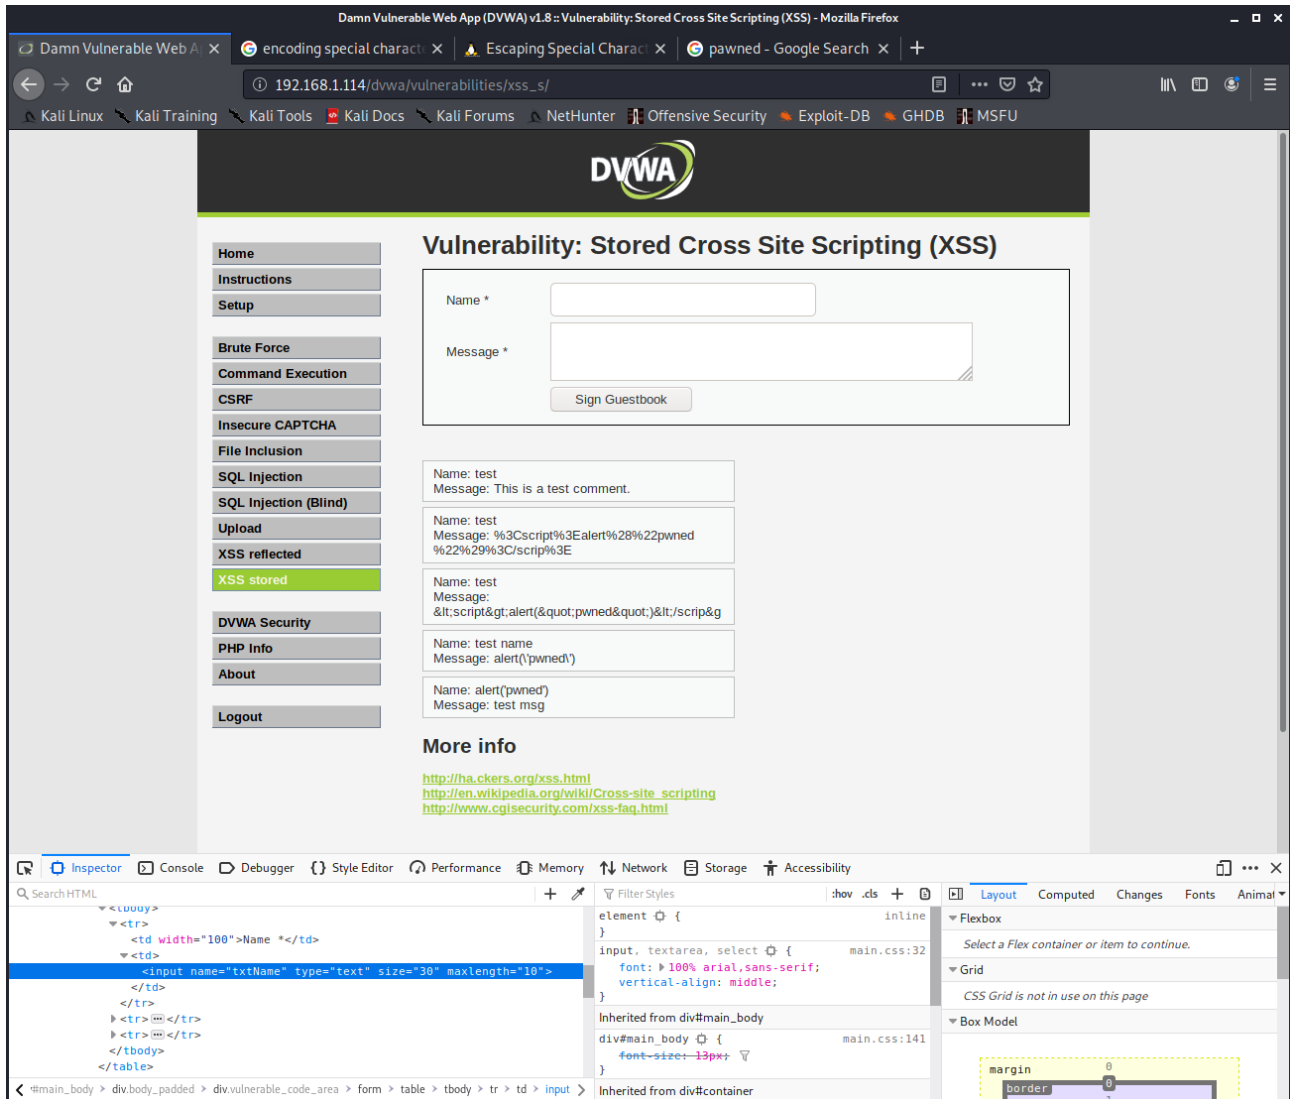 Damn Vulnerable Web App (DVWA) v1.8 :: Vulnerability: Stored Cross Site Scripting (XSS) - Mozilla Firefox
Damn Vulnerable Web A
encoding special characte
Escaping Special Charact
pawned - Google Search
192.168.1.114/dvwa/vulnerabilities/xss_s/
Kali Linux Kali Training Kali Tools Kali Docs Kali Forums NetHunter Offensive Security Exploit-DB GHDB MSFU
DVWA
Home
Instructions
Setup
Brute Force
Command Execution
CSRF
Insecure CAPTCHA
File Inclusion
SQL Injection
SQL Injection (Blind)
Upload
XSS reflected
XSS stored
DVWA Security
PHP Info
About
Logout
Vulnerability: Stored Cross Site Scripting (XSS)
Name *
Message *
Sign Guestbook
Name: test
Message: This is a test comment.
Name: test
Message: %3Cscript%3Ealert%28%22pwned
%22%29%3C/scrip%3E
Name: test
Message:
&lt;script&gt;alert(&quot;pwned&quot;)&lt;/scrip&g
Name: test name
Message: alert(\'pwned\')
Name: alert('pwned')
Message: test msg
More info
http://ha.ckers.org/xss.html
http://en.wikipedia.org/wiki/Cross-site_scripting
http://www.cgisecurity.com/xss-faq.html
Inspector Console Debugger {} Style Editor Performance Memory Network Storage Accessibility
Search HTML
<tbody>
<tr>
<td width="100">Name *</td>
<td>
<input name="txtName" type="text" size="30" maxlength="10">
</td>
</tr>
<tr> </tr>
<tr> </tr>
</tbody>
</table>
#main_body > div.body_padded > div.vulnerable_code_area > form > table > tbody > tr > td > input
Filter Styles :hov .cls +
element { inline
}
input, textarea, select { main.css:32
font: 100% arial,sans-serif;
vertical-align: middle;
}
Inherited from div#main_body
div#main_body { main.css:141
font-size: 13px;
}
Inherited from div#container
Layout Computed Changes Fonts Animat
Flexbox
Select a Flex container or item to continue.
Grid
CSS Grid is not in use on this page
Box Model
margin 0
border 0